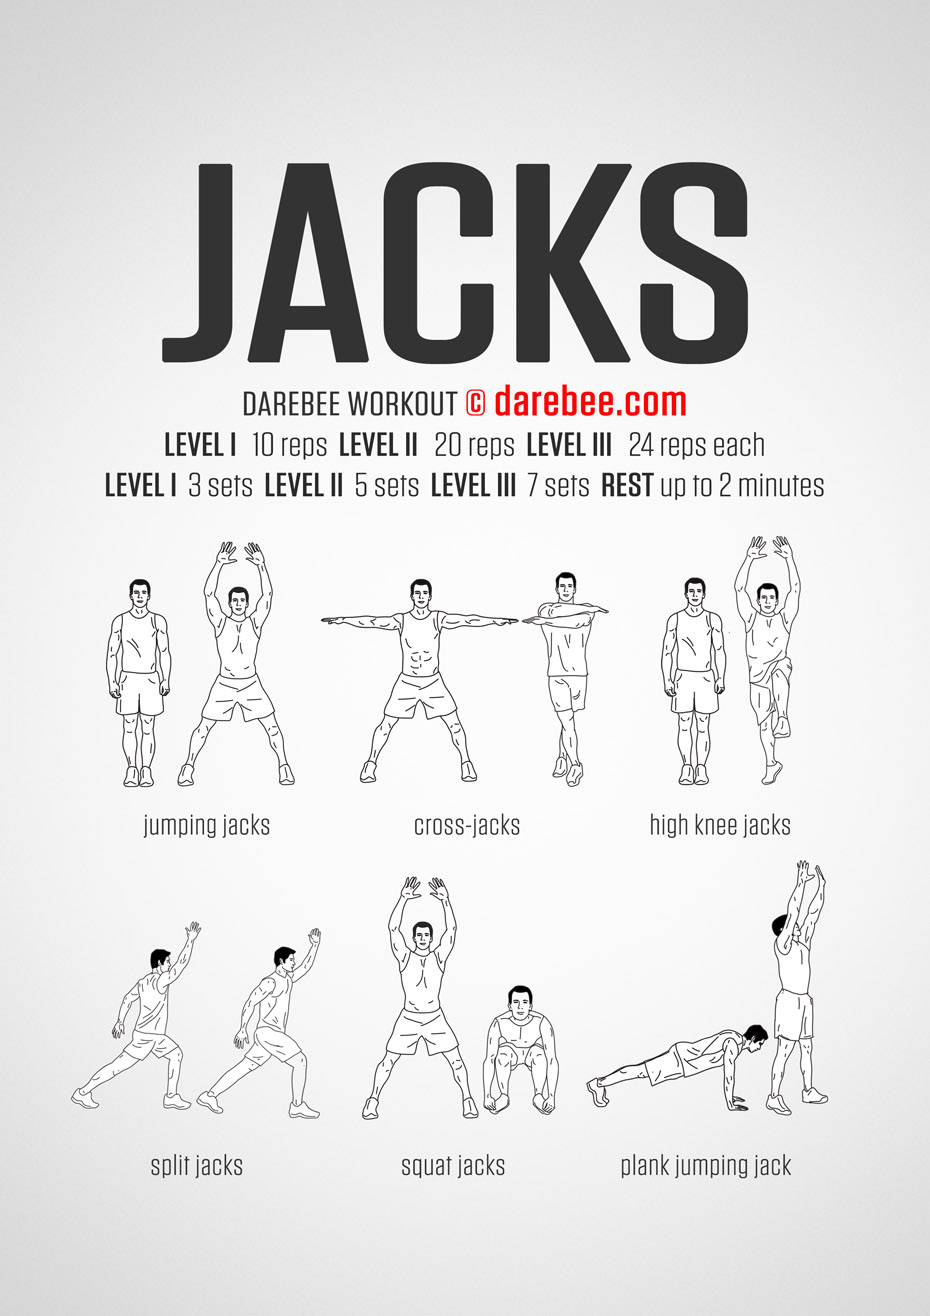 JACKS
DAREBEE WORKOUT © darebee.com
LEVEL I 10 reps LEVEL II 20 reps LEVEL III 24 reps each
LEVEL I 3 sets LEVEL II 5 sets LEVEL III 7 sets REST up to 2 minutes
jumping jacks
cross-jacks
high knee jacks
split jacks
squat jacks
plank jumping jack